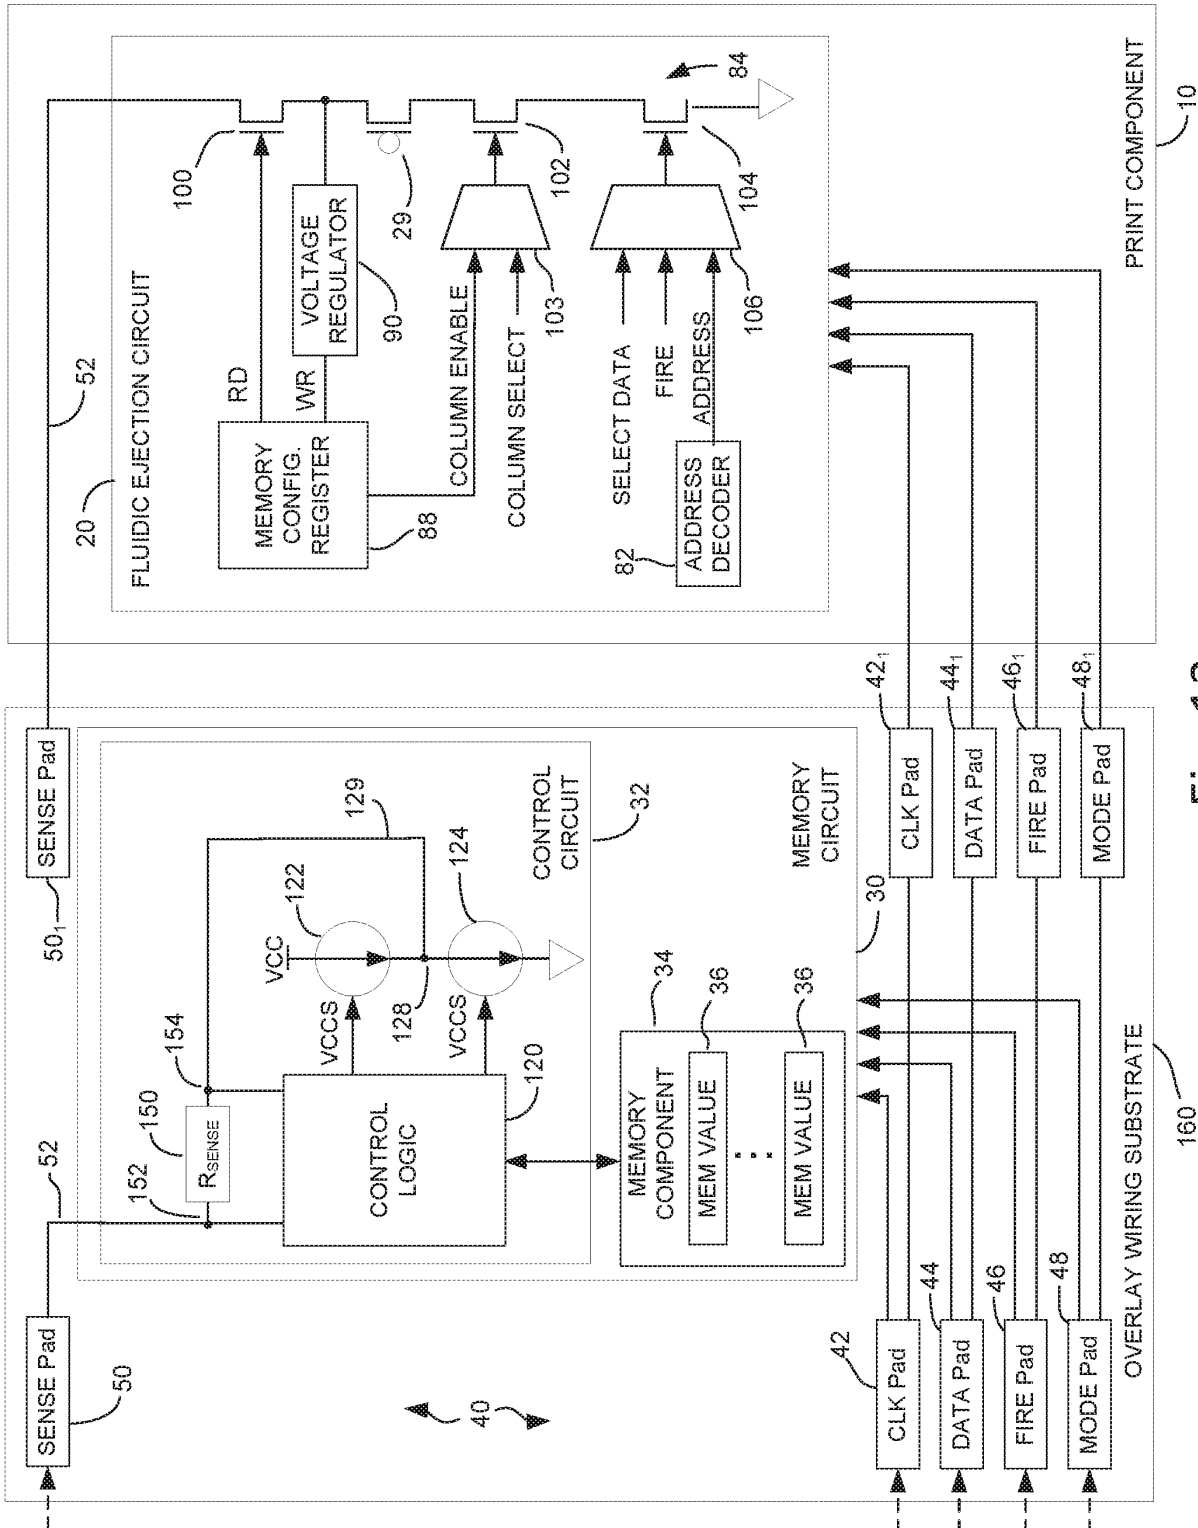 SENSE Pad
50
52
SENSE Pad
50₁
52
20
FLUIDIC EJECTION CIRCUIT
100
RD
WR
MEMORY
CONFIG.
REGISTER
88
VOLTAGE
REGULATOR
90
29
84
COLUMN ENABLE
COLUMN SELECT
103
102
SELECT DATA
FIRE
ADDRESS
82
ADDRESS
DECODER
106
104
PRINT COMPONENT
10
152
RSENSE
150
154
VCC
122
129
VCCS
128
VCCS
124
CONTROL
LOGIC
120
CONTROL
CIRCUIT
32
40
MEMORY
COMPONENT
34
MEM VALUE
36
MEM VALUE
36
MEMORY
CIRCUIT
30
42
CLK Pad
44
DATA Pad
46
FIRE Pad
48
MODE Pad
CLK Pad
42₁
DATA Pad
44₁
FIRE Pad
46₁
MODE Pad
48₁
OVERLAY WIRING SUBSTRATE
160